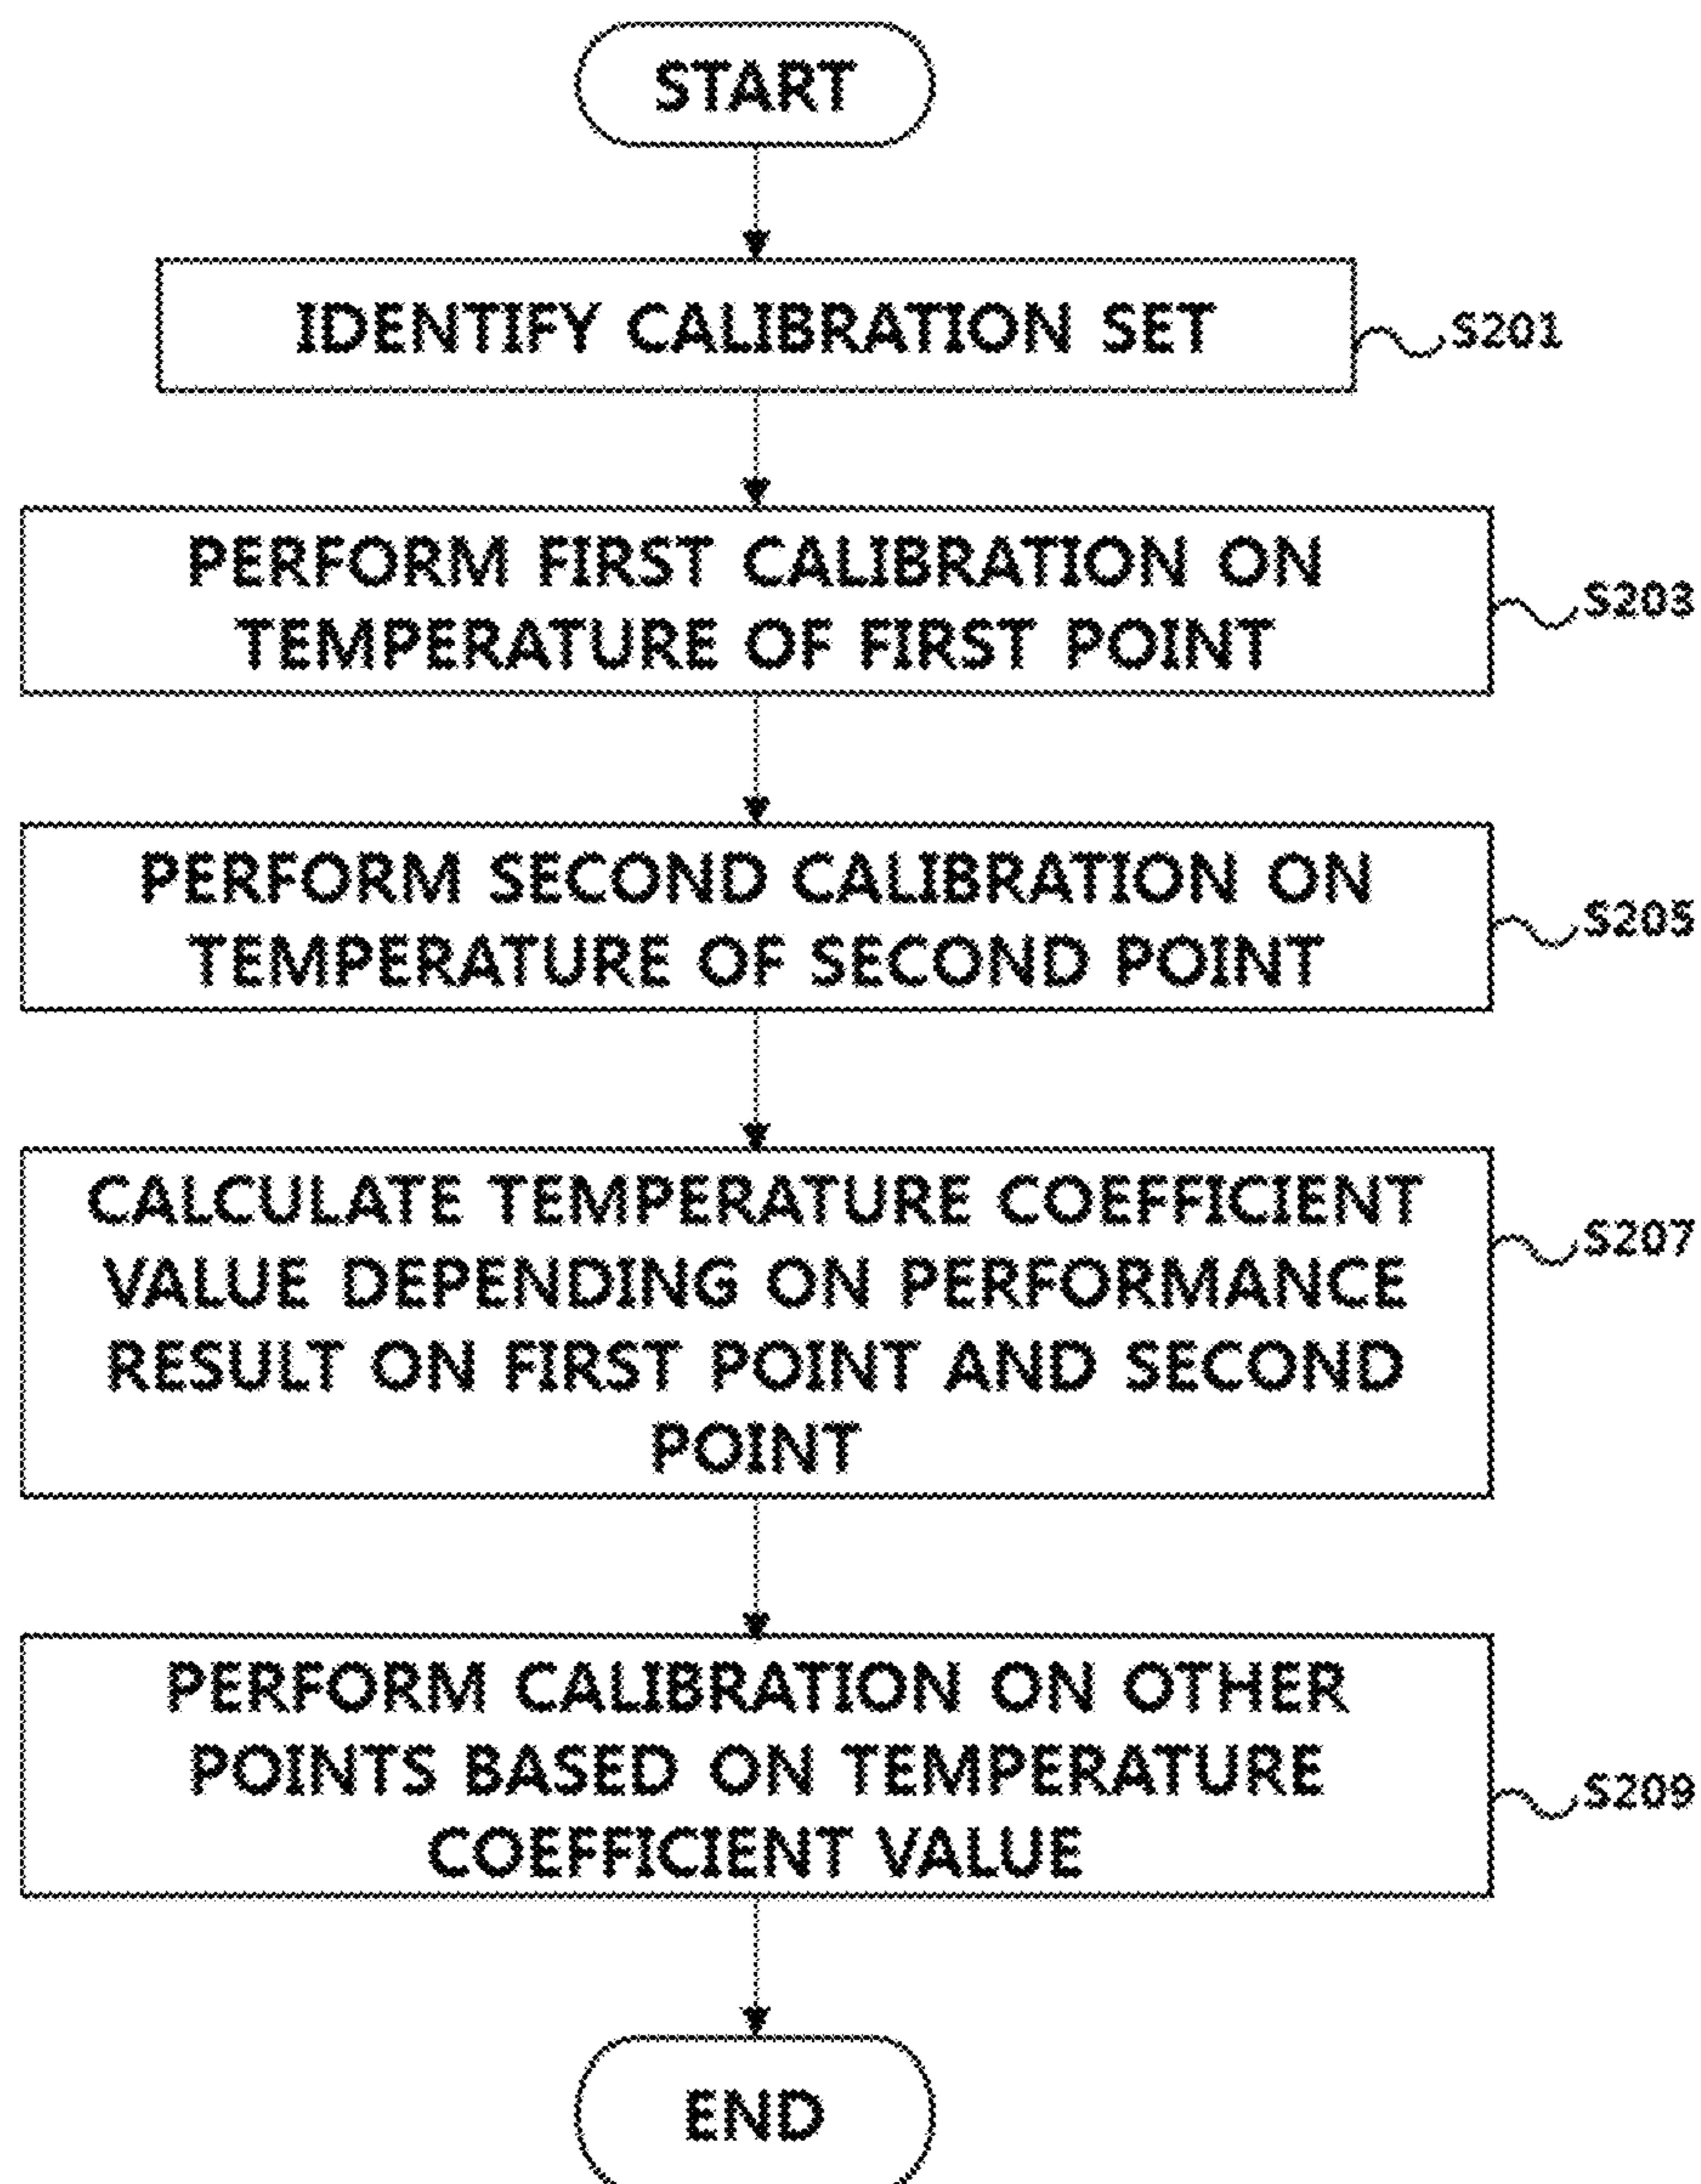 START
IDENTIFY CALIBRATION SET
S201
PERFORM FIRST CALIBRATION ON
TEMPERATURE OF FIRST POINT
S203
PERFORM SECOND CALIBRATION ON
TEMPERATURE OF SECOND POINT
S205
CALCULATE TEMPERATURE COEFFICIENT
VALUE DEPENDING ON PERFORMANCE
RESULT ON FIRST POINT AND SECOND
POINT
S207
PERFORM CALIBRATION ON OTHER
POINTS BASED ON TEMPERATURE
COEFFICIENT VALUE
S209
END